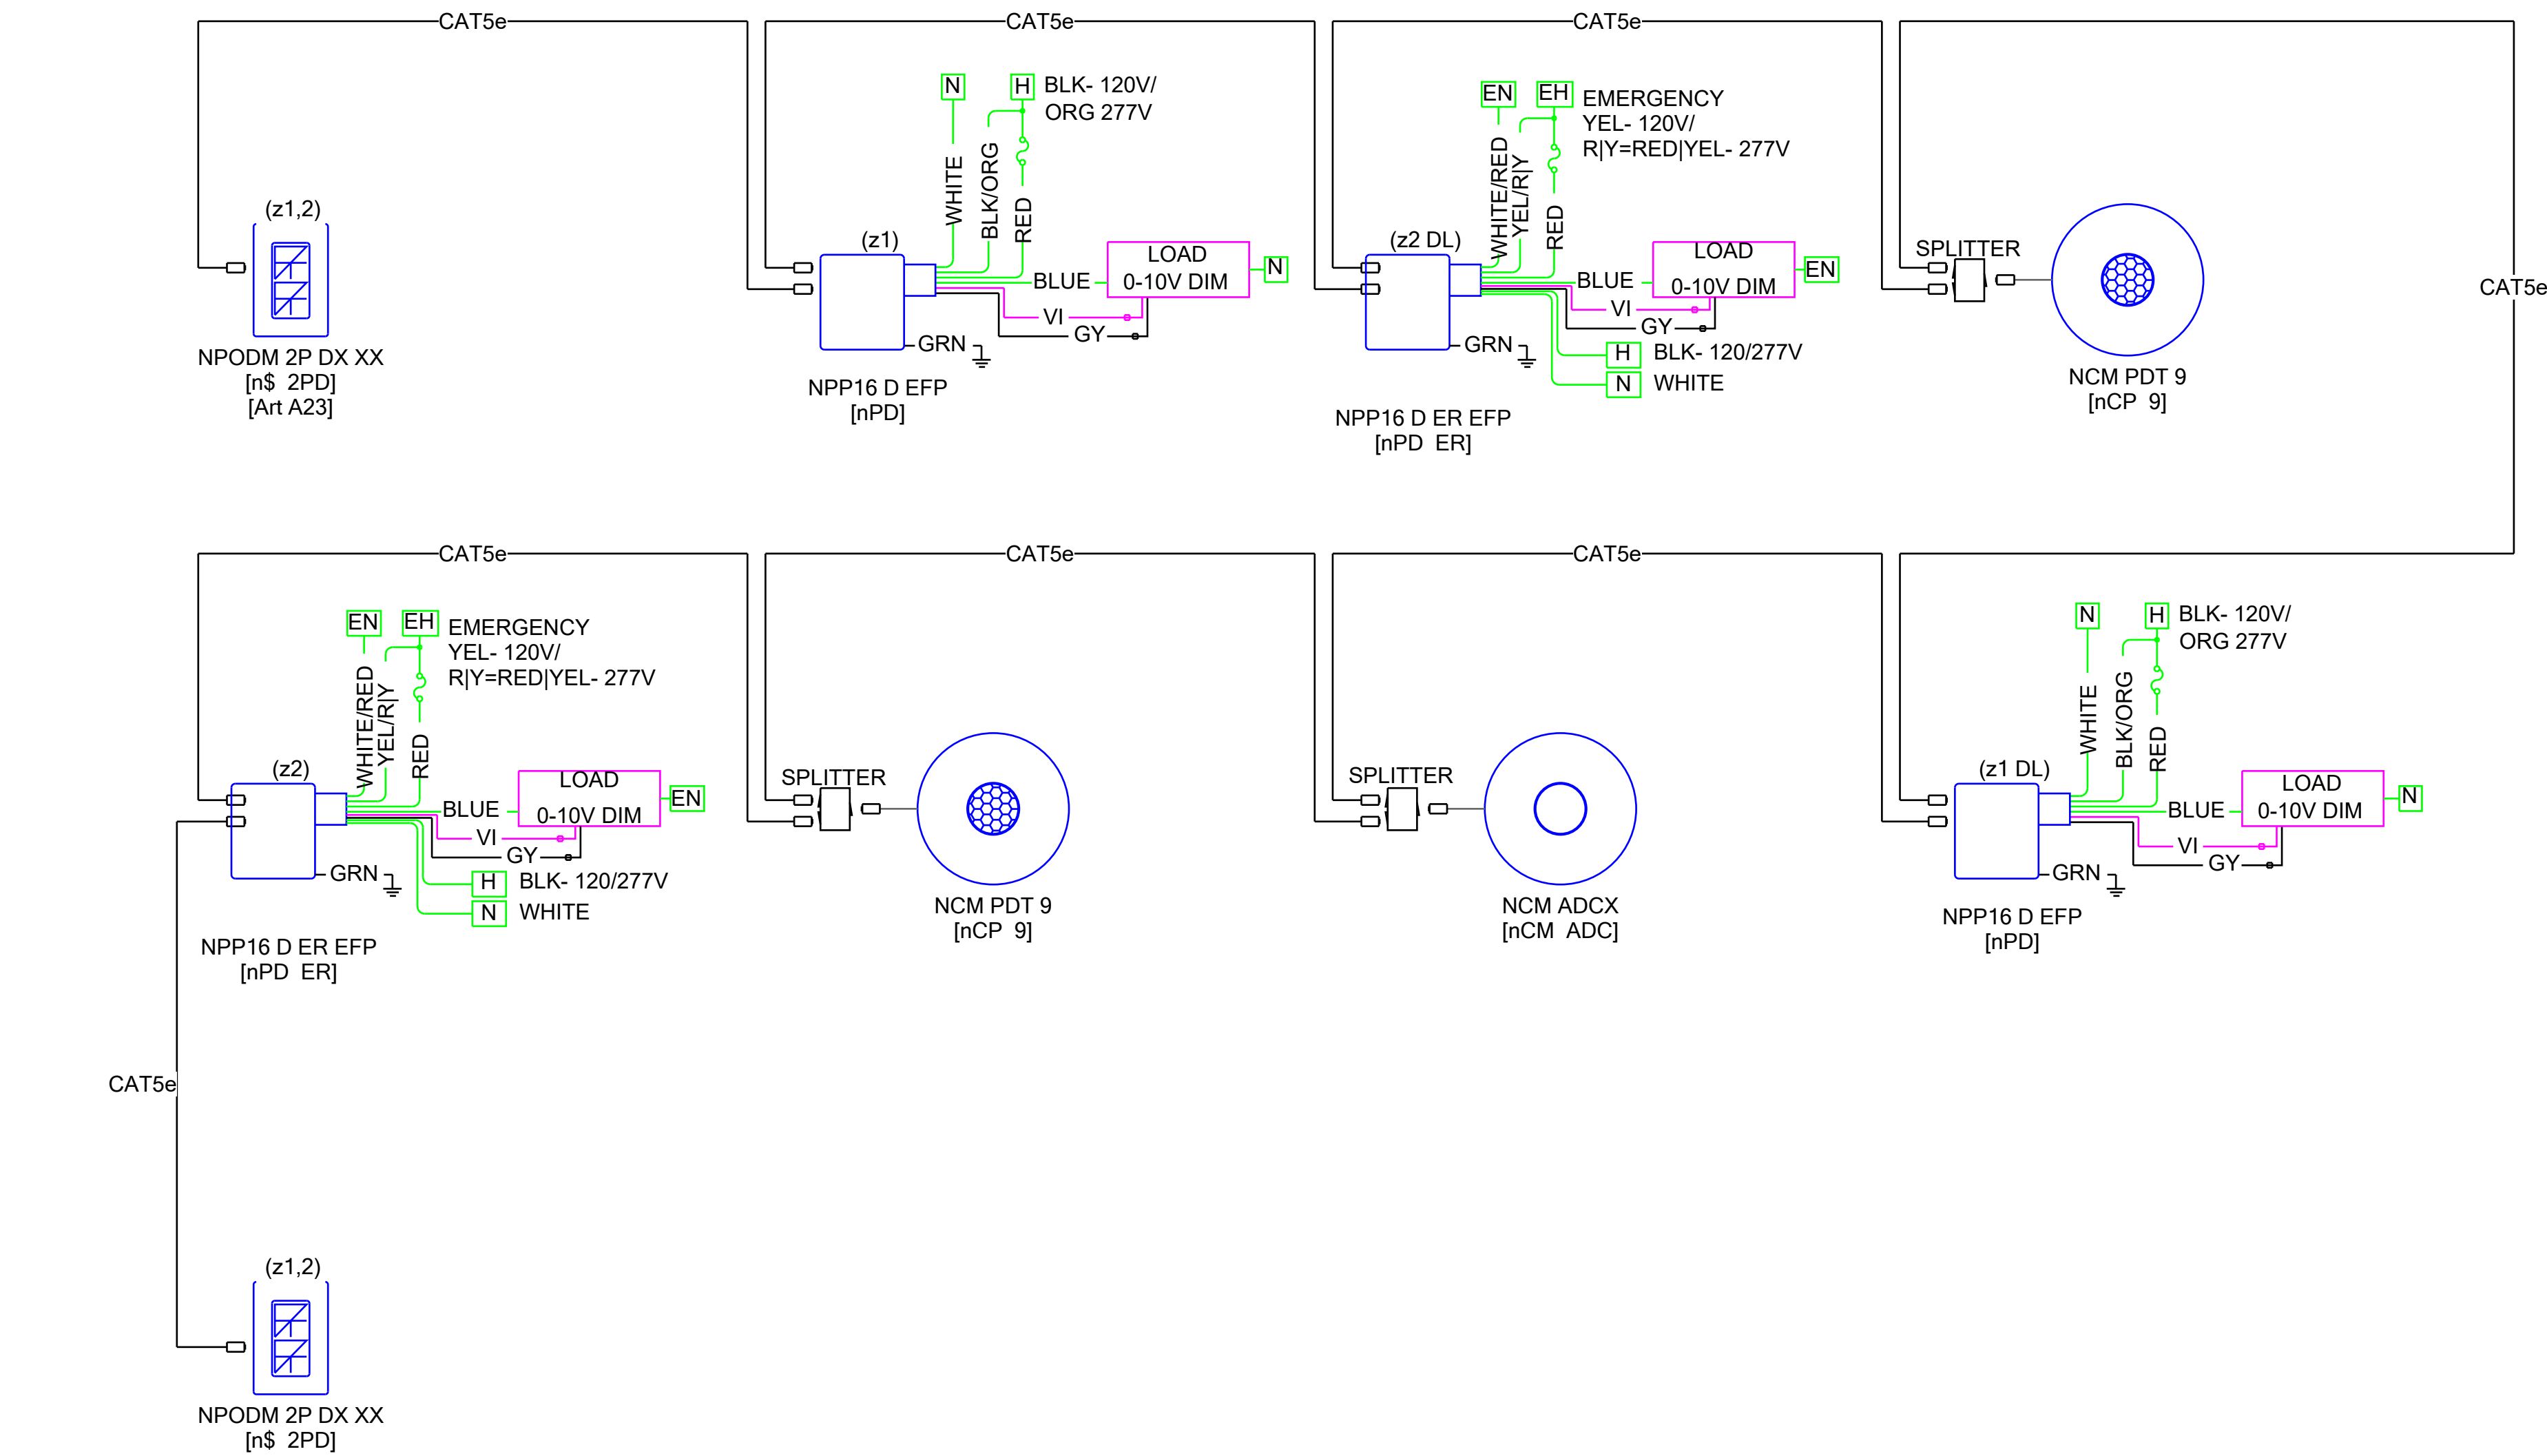 CAT5e
CAT5e
CAT5e
(z1,2)
NPODM 2P DX XX
[n$ 2PD]
[Art A23]
N
H
BLK- 120V/
ORG 277V
WHITE
BLK/ORG
RED
(z1)
BLUE
VI
GY
GRN
LOAD
0-10V DIM
N
NPP16 D EFP
[nPD]
EN
EH
EMERGENCY
YEL- 120V/
R|Y=RED|YEL- 277V
WHITE/RED
YEL/R|Y
RED
(z2 DL)
BLUE
VI
GY
GRN
LOAD
0-10V DIM
EN
H
BLK- 120/277V
N
WHITE
NPP16 D ER EFP
[nPD ER]
SPLITTER
NCM PDT 9
[nCP 9]
CAT5e
CAT5e
CAT5e
CAT5e
EN
EH
EMERGENCY
YEL- 120V/
R|Y=RED|YEL- 277V
WHITE/RED
YEL/R|Y
RED
(z2)
BLUE
VI
GY
GRN
LOAD
0-10V DIM
EN
H
BLK- 120/277V
N
WHITE
NPP16 D ER EFP
[nPD ER]
SPLITTER
NCM PDT 9
[nCP 9]
SPLITTER
NCM ADCX
[nCM ADC]
N
H
BLK- 120V/
ORG 277V
WHITE
BLK/ORG
RED
(z1 DL)
BLUE
VI
GY
GRN
LOAD
0-10V DIM
N
NPP16 D EFP
[nPD]
CAT5e
(z1,2)
NPODM 2P DX XX
[n$ 2PD]